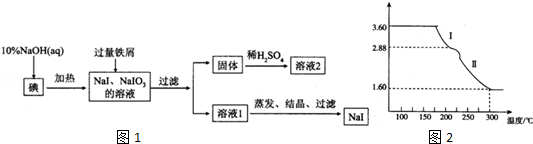 10%NaOH(aq)
碘
加热
过量铁屑
NaI、NaIO₃
的溶液
过滤
固体
稀H₂SO₄
溶液2
溶液1
蒸发、结晶、过滤
NaI
图1
3.60
2.88
1.60
Ⅰ
Ⅱ
100 150 200 250 300
温度/℃
图2